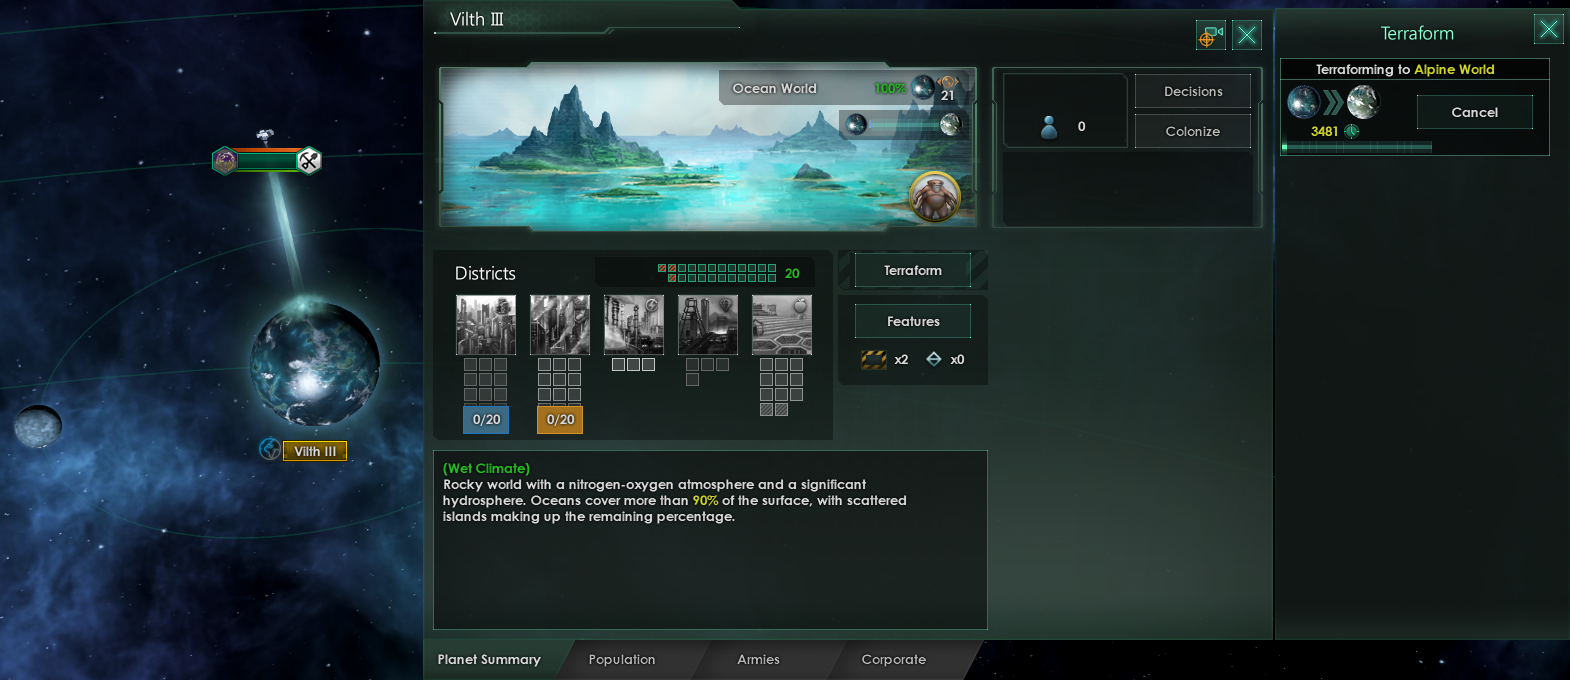 Vilth III
Ocean World 100% 21
0
Decisions
Colonize
Districts 20
0/20
0/20
Terraform
Features
x2 x0
(Wet Climate)
Rocky world with a nitrogen-oxygen atmosphere and a significant
hydrosphere. Oceans cover more than 90% of the surface, with scattered
islands making up the remaining percentage.
Planet Summary
Population
Armies
Corporate
Terraform
Terraforming to Alpine World
3481
Cancel
Vilth III